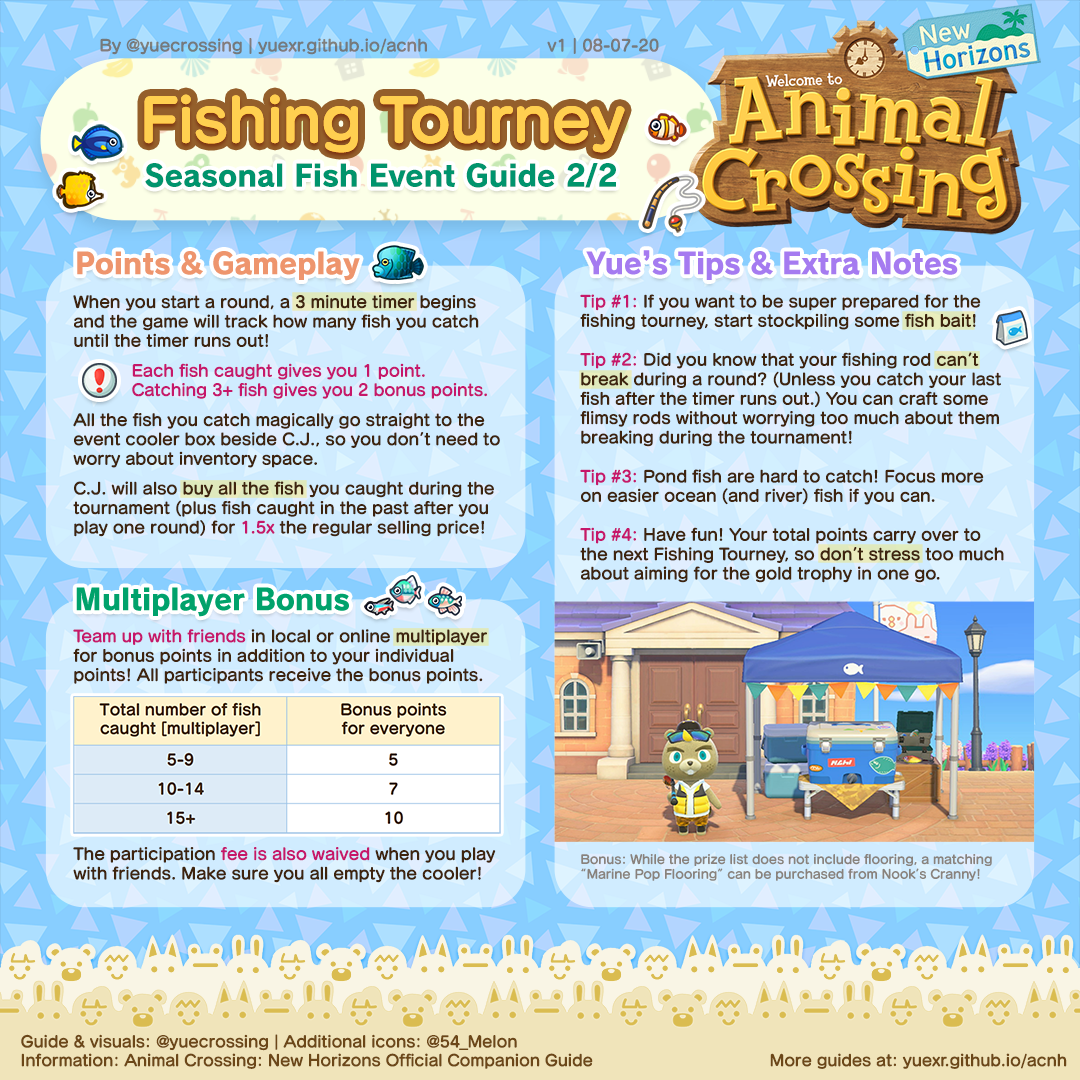 By @yuecrossing | yuexr.github.io/acnh
v1 | 08-07-20
New
Horizons
Welcome to
Animal
Crossing
Fishing Tourney
Seasonal Fish Event Guide 2/2
Points & Gameplay
When you start a round, a 3 minute timer begins
and the game will track how many fish you catch
until the timer runs out!
Each fish caught gives you 1 point.
Catching 3+ fish gives you 2 bonus points.
All the fish you catch magically go straight to the
event cooler box beside C.J., so you don't need to
worry about inventory space.
C.J. will also buy all the fish you caught during the
tournament (plus fish caught in the past after you
play one round) for 1.5x the regular selling price!
Multiplayer Bonus
Team up with friends in local or online multiplayer
for bonus points in addition to your individual
points! All participants receive the bonus points.
Total number of fish
caught [multiplayer]
Bonus points
for everyone
5-9
5
10-14
7
15+
10
The participation fee is also waived when you play
with friends. Make sure you all empty the cooler!
Yue's Tips & Extra Notes
Tip #1: If you want to be super prepared for the
fishing tourney, start stockpiling some fish bait!
Tip #2: Did you know that your fishing rod can't
break during a round? (Unless you catch your last
fish after the timer runs out.) You can craft some
flimsy rods without worrying too much about them
breaking during the tournament!
Tip #3: Pond fish are hard to catch! Focus more
on easier ocean (and river) fish if you can.
Tip #4: Have fun! Your total points carry over to
the next Fishing Tourney, so don't stress too much
about aiming for the gold trophy in one go.
Bonus: While the prize list does not include flooring, a matching
"Marine Pop Flooring" can be purchased from Nook's Cranny!
Guide & visuals: @yuecrossing | Additional icons: @54_Melon
Information: Animal Crossing: New Horizons Official Companion Guide
More guides at: yuexr.github.io/acnh